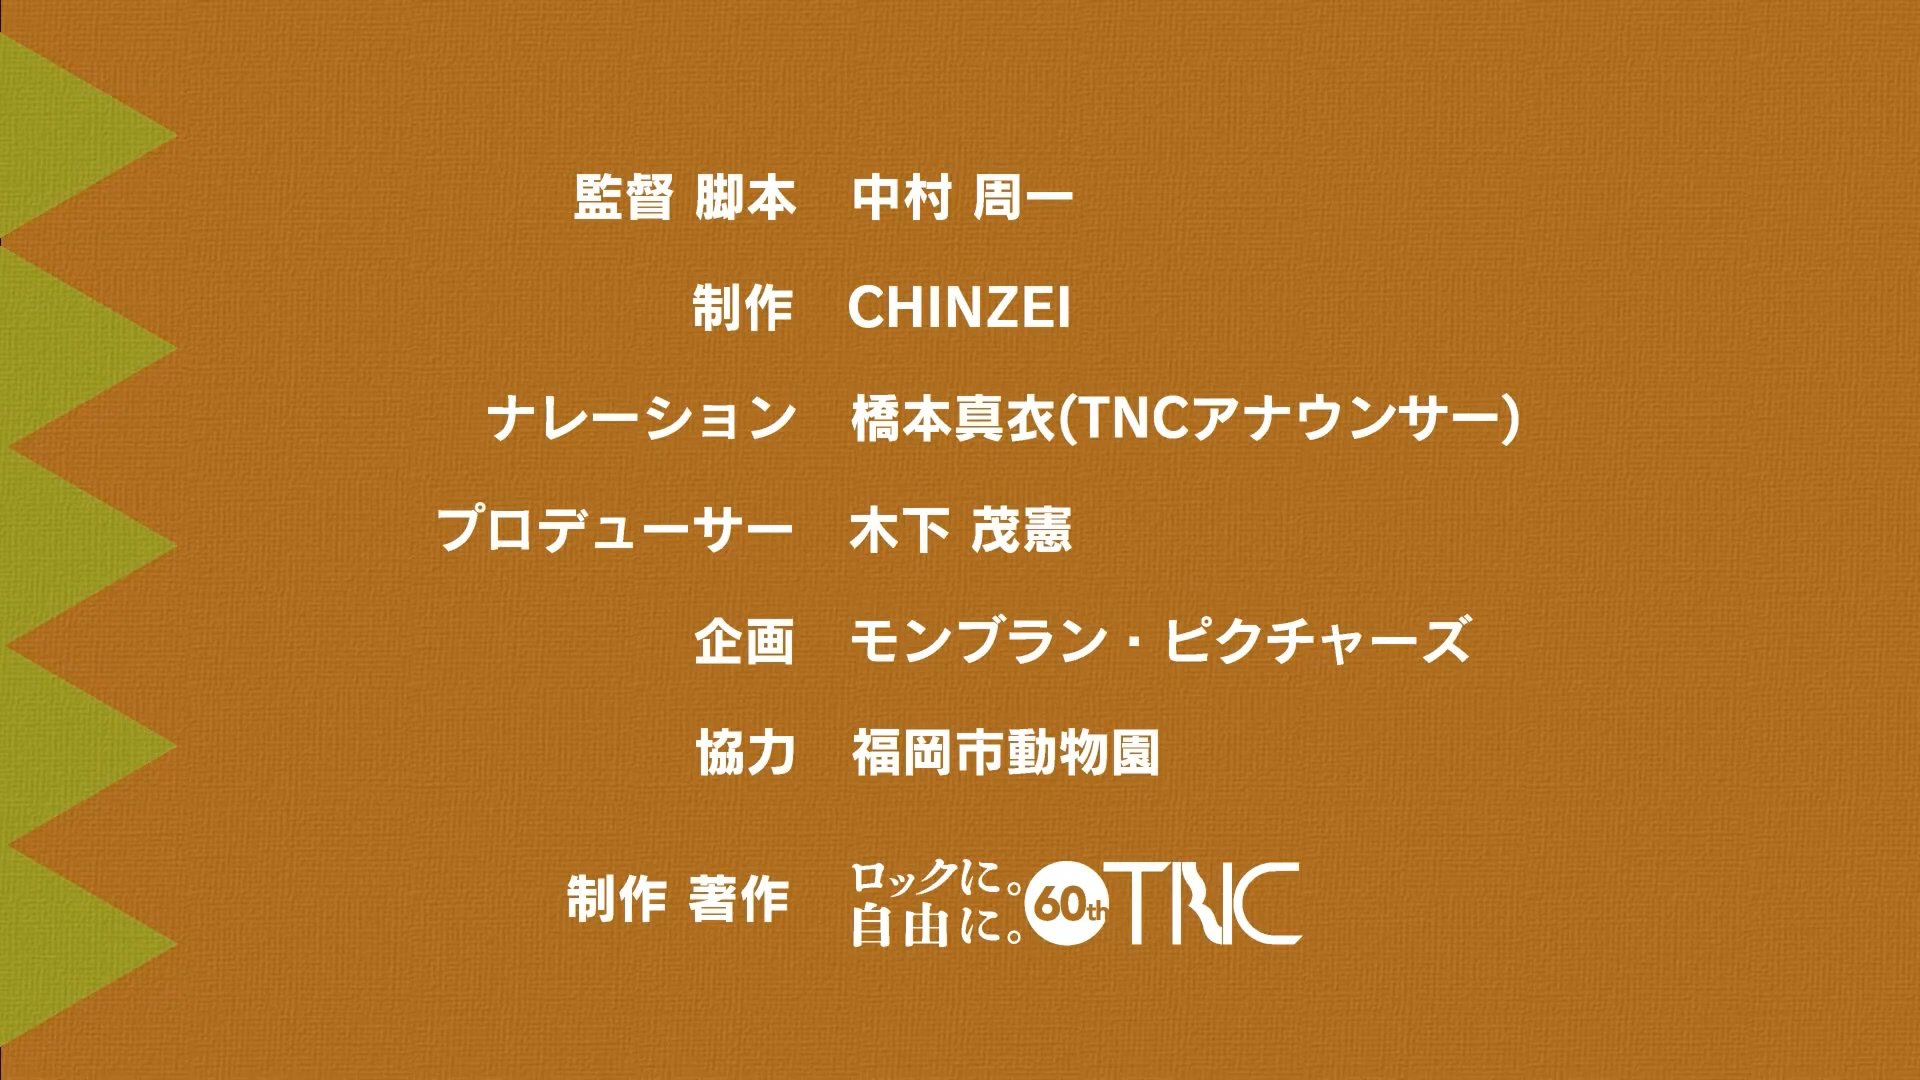 監督 脚本 中村 周一
制作 CHINZEI
ナレーション 橋本真衣(TNCアナウンサー)
プロデューサー 木下 茂憲
企画 モンブラン・ピクチャーズ
協力 福岡市動物園
制作 著作 ロックに。
自由に。
60th TNC